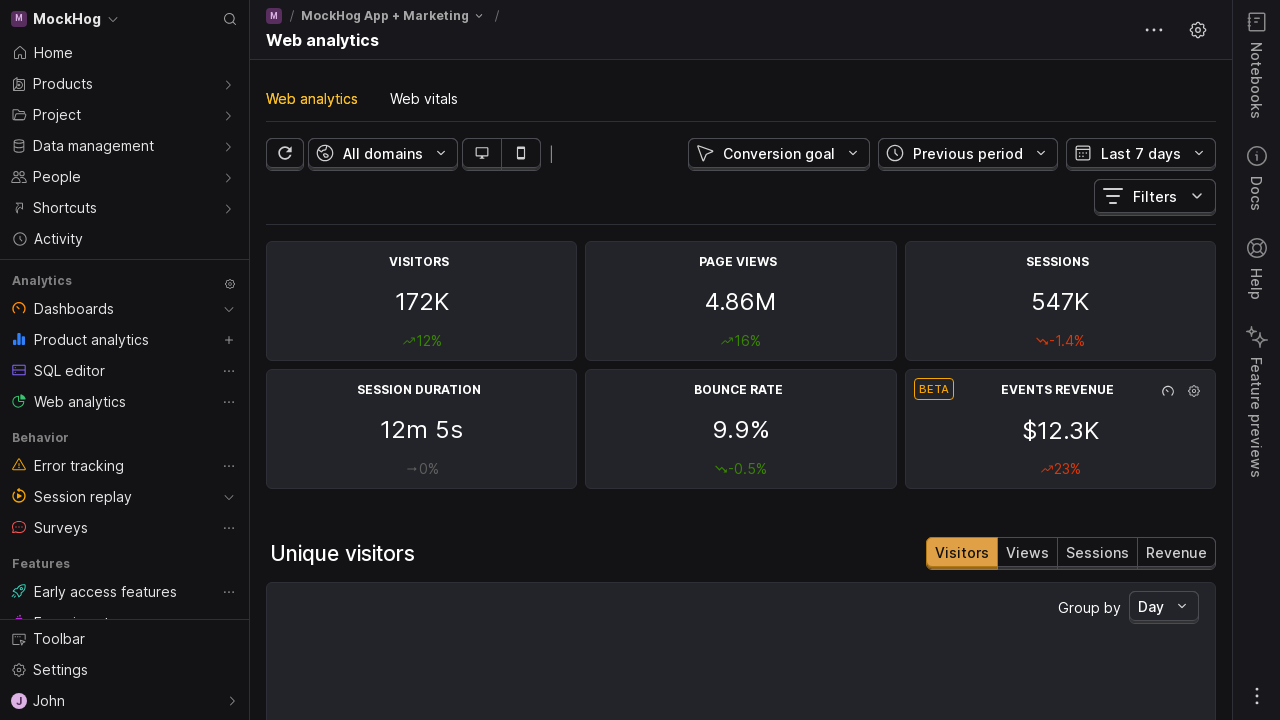 M MockHog
Home
Products
Project
Data management
People
Shortcuts
Activity
Analytics
Dashboards
Product analytics
SQL editor
Web analytics
Behavior
Error tracking
Session replay
Surveys
Features
Early access features
Toolbar
Settings
J John
M / MockHog App + Marketing /
Web analytics
Web analytics Web vitals
All domains | Conversion goal Previous period Last 7 days
Filters
VISITORS
172K
12%
PAGE VIEWS
4.86M
16%
SESSIONS
547K
-1.4%
SESSION DURATION
12m 5s
0%
BOUNCE RATE
9.9%
-0.5%
BETA EVENTS REVENUE
$12.3K
23%
Unique visitors
Visitors Views Sessions Revenue
Group by Day
Notebooks
Docs
Help
Feature previews